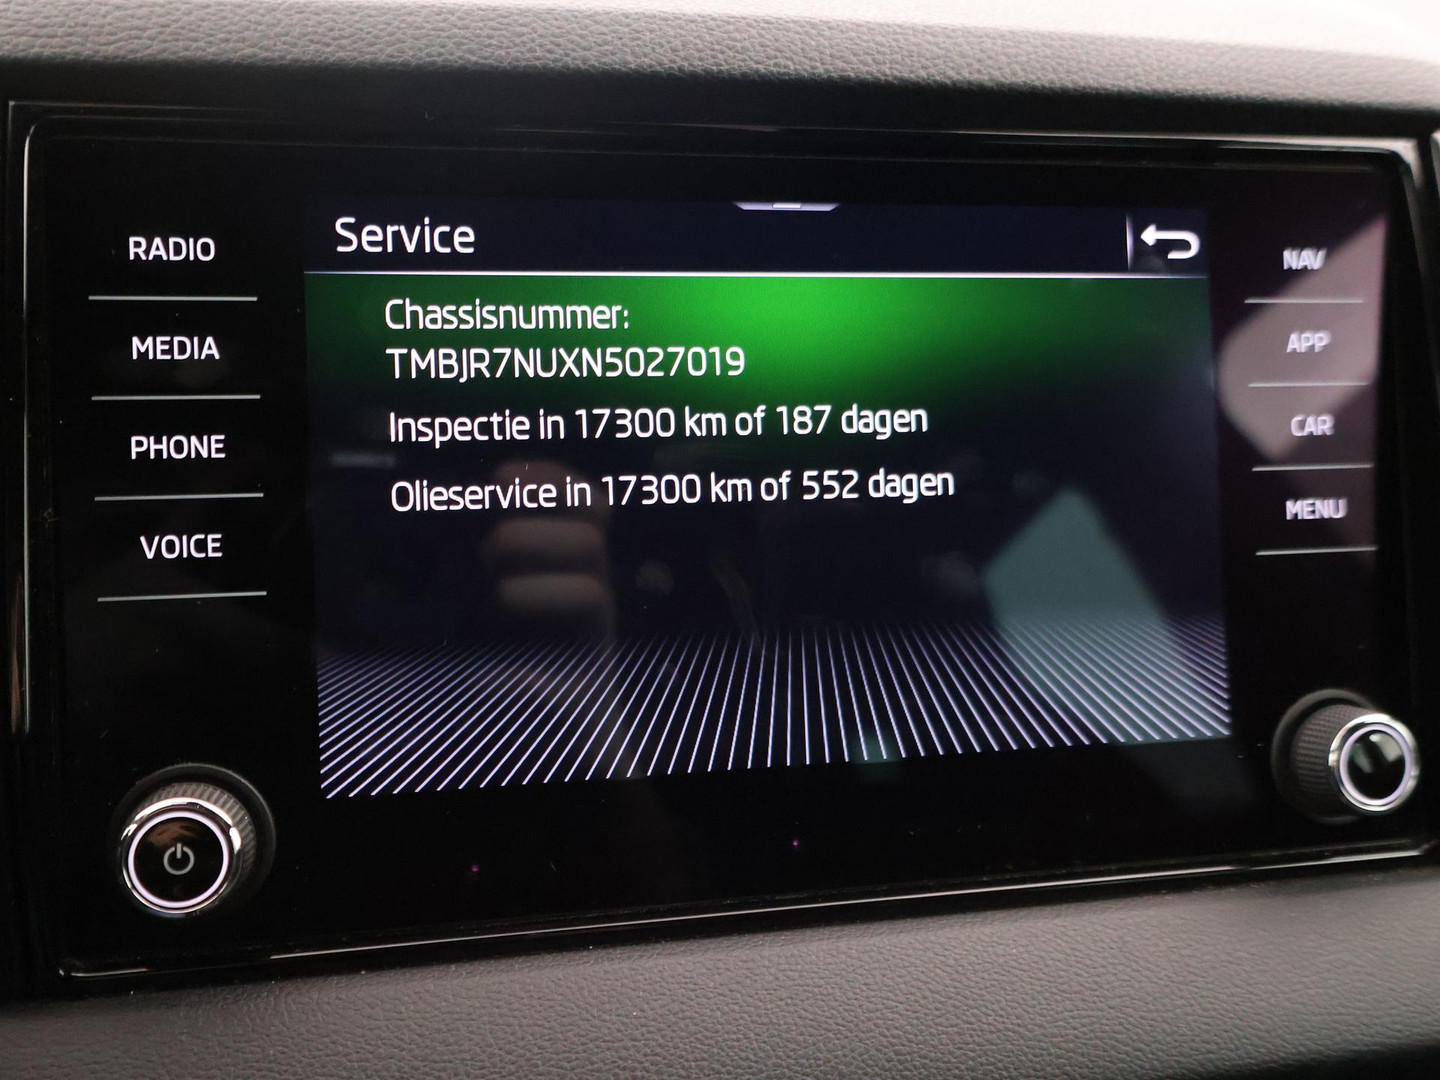 Service
RADIO
MEDIA
PHONE
VOICE
Chassisnummer:
TMBJR7NUXN5027019
Inspectie in 17300 km of 187 dagen
Olieservice in 17300 km of 552 dagen
NAV
APP
CAR
MENU